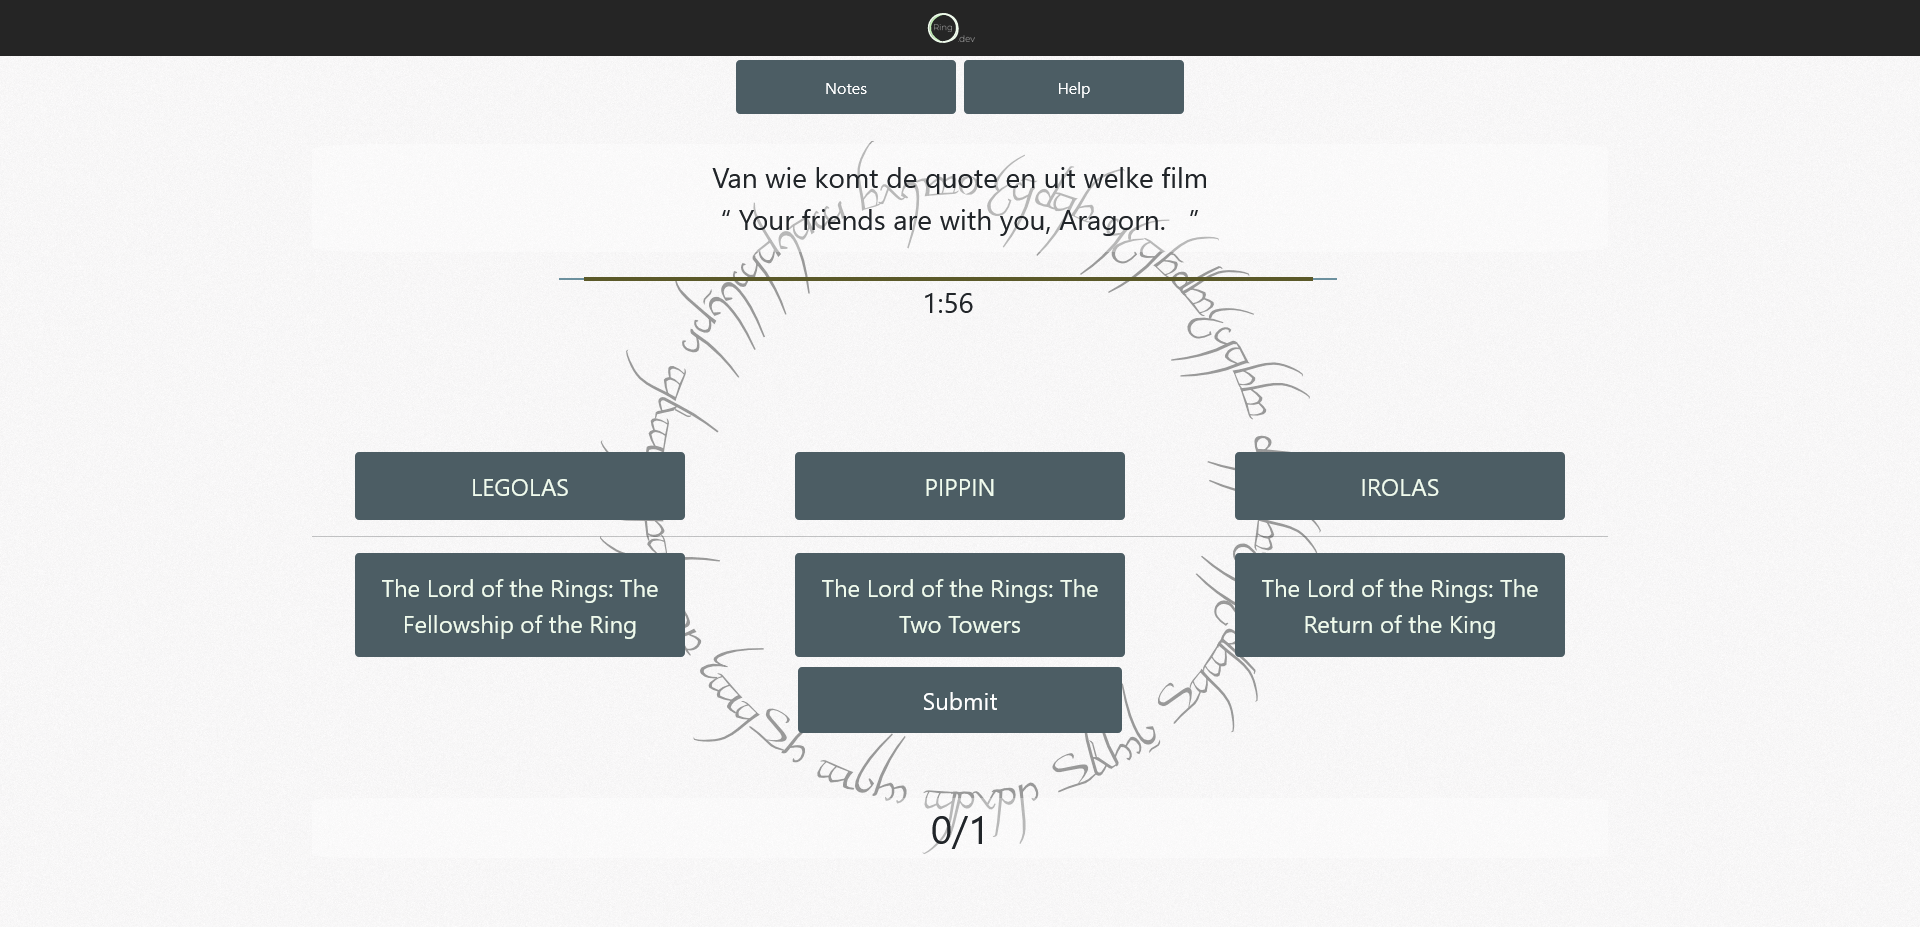 Ring
.dev
Notes
Help
Van wie komt de quote en uit welke film
“ Your friends are with you, Aragorn. ”
1:56
LEGOLAS
PIPPIN
IROLAS
The Lord of the Rings: The
Fellowship of the Ring
The Lord of the Rings: The
Two Towers
The Lord of the Rings: The
Return of the King
Submit
0/1